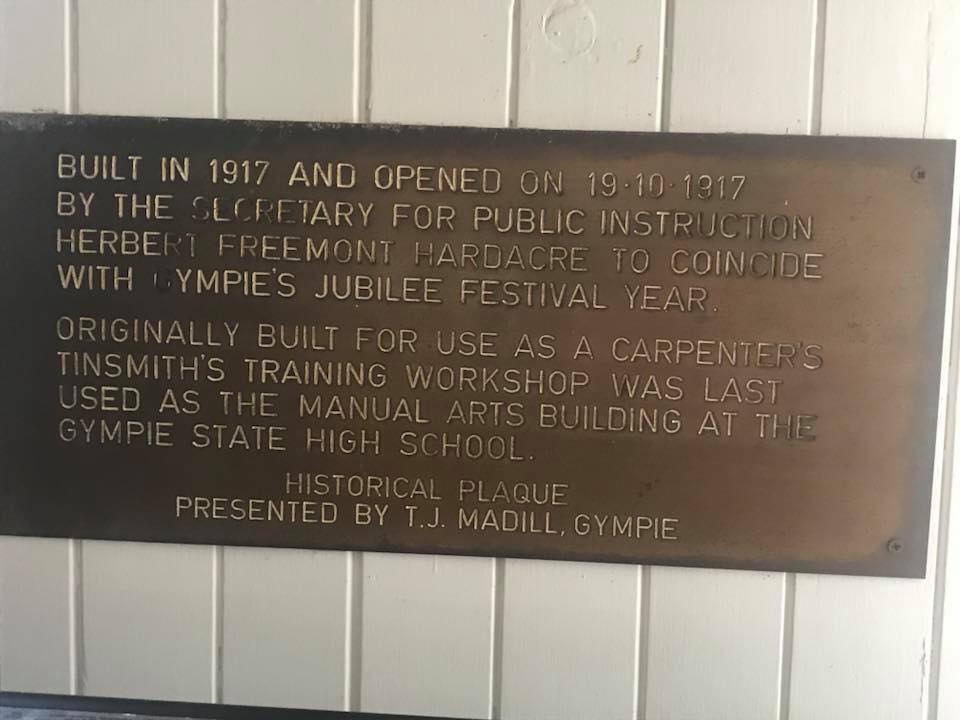 BUILT IN 1917 AND OPENED ON 19·10·1917
BY THE SECRETARY FOR PUBLIC INSTRUCTION
HERBERT FREEMONT HARDACRE TO COINCIDE
WITH GYMPIE'S JUBILEE FESTIVAL YEAR.
ORIGINALLY BUILT FOR USE AS A CARPENTER'S
TINSMITH'S TRAINING WORKSHOP WAS LAST
USED AS THE MANUAL ARTS BUILDING AT THE
GYMPIE STATE HIGH SCHOOL.
HISTORICAL PLAQUE
PRESENTED BY T.J. MADILL, GYMPIE